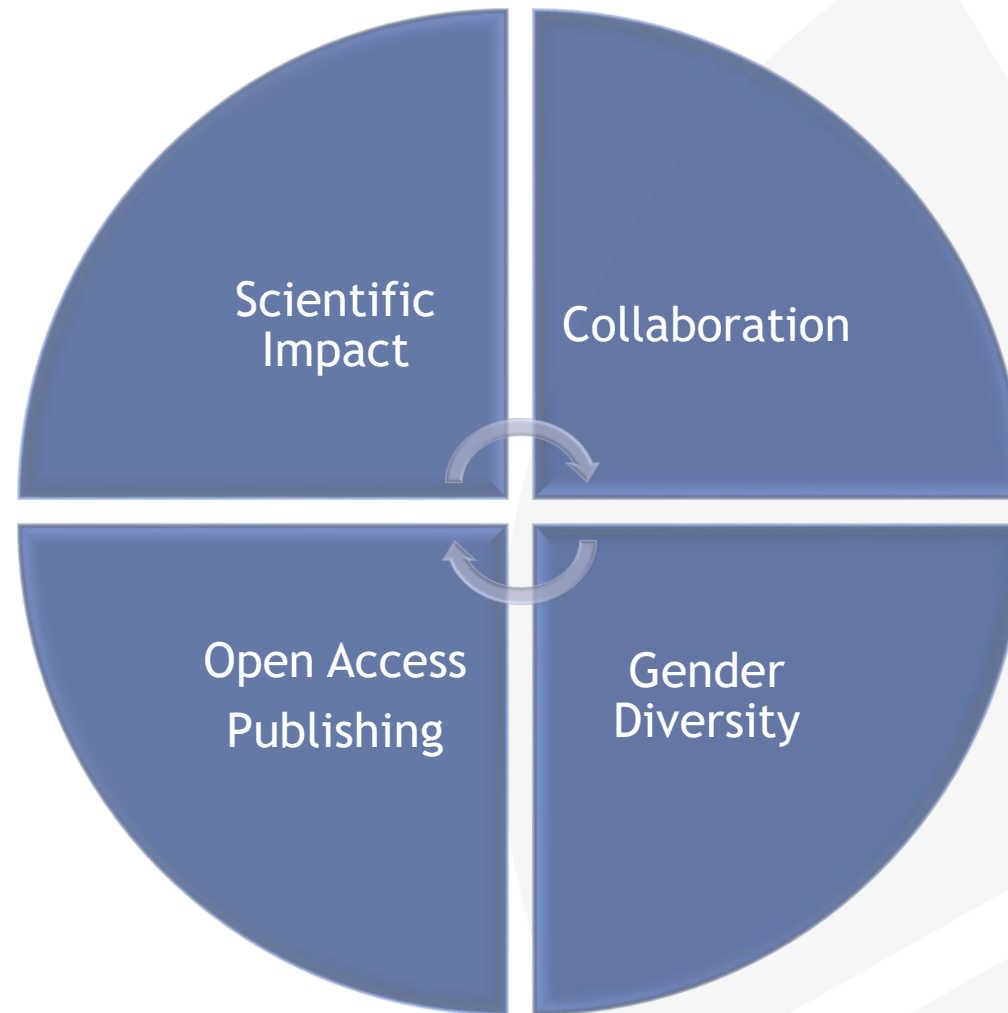 Scientific
Impact
Collaboration
Open Access
Publishing
Gender
Diversity